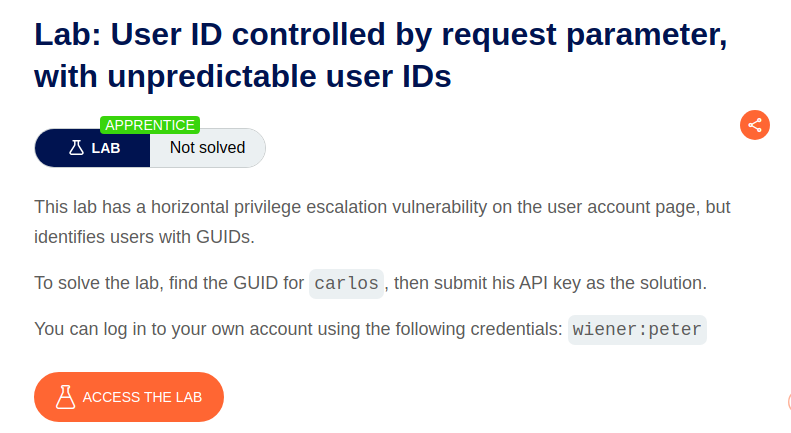 Lab: User ID controlled by request parameter,
with unpredictable user IDs
APPRENTICE
LAB
Not solved
This lab has a horizontal privilege escalation vulnerability on the user account page, but
identifies users with GUIDs.
To solve the lab, find the GUID for carlos, then submit his API key as the solution.
You can log in to your own account using the following credentials: wiener:peter
ACCESS THE LAB